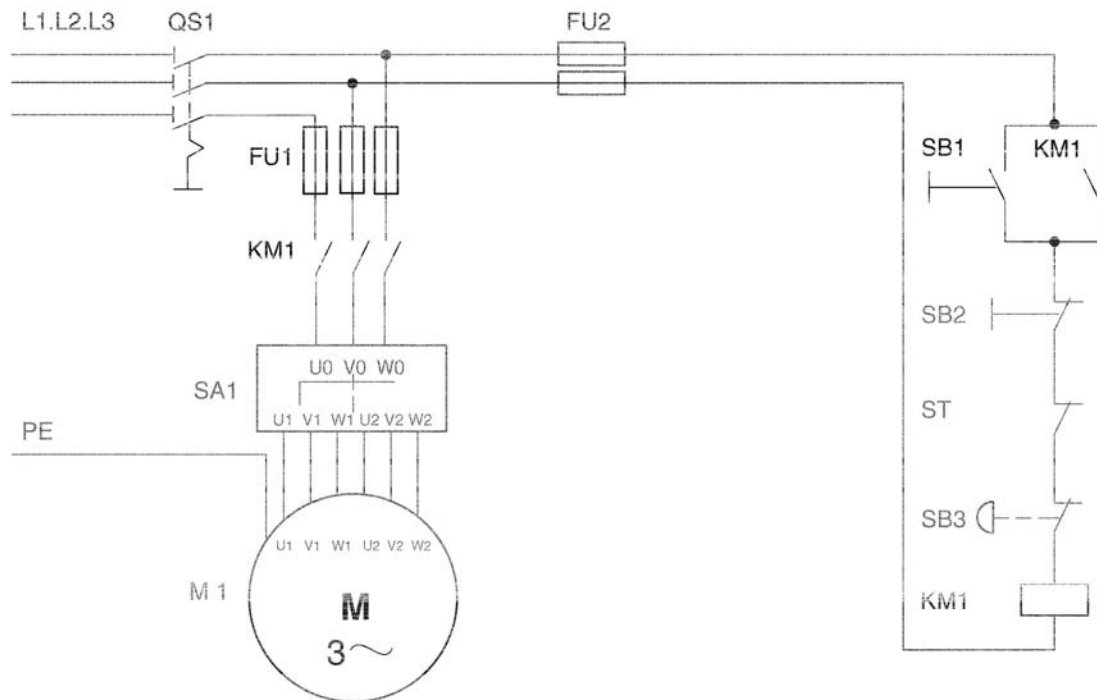 L1.L2.L3 QS1 FU2
FU1
SB1 KM1
KM1
SB2
U0 V0 W0
SA1
U1 V1 W1 U2 V2 W2
ST
PE
SB3
U1 V1 W1 U2 V2 W2
M 1
M
KM1
3~